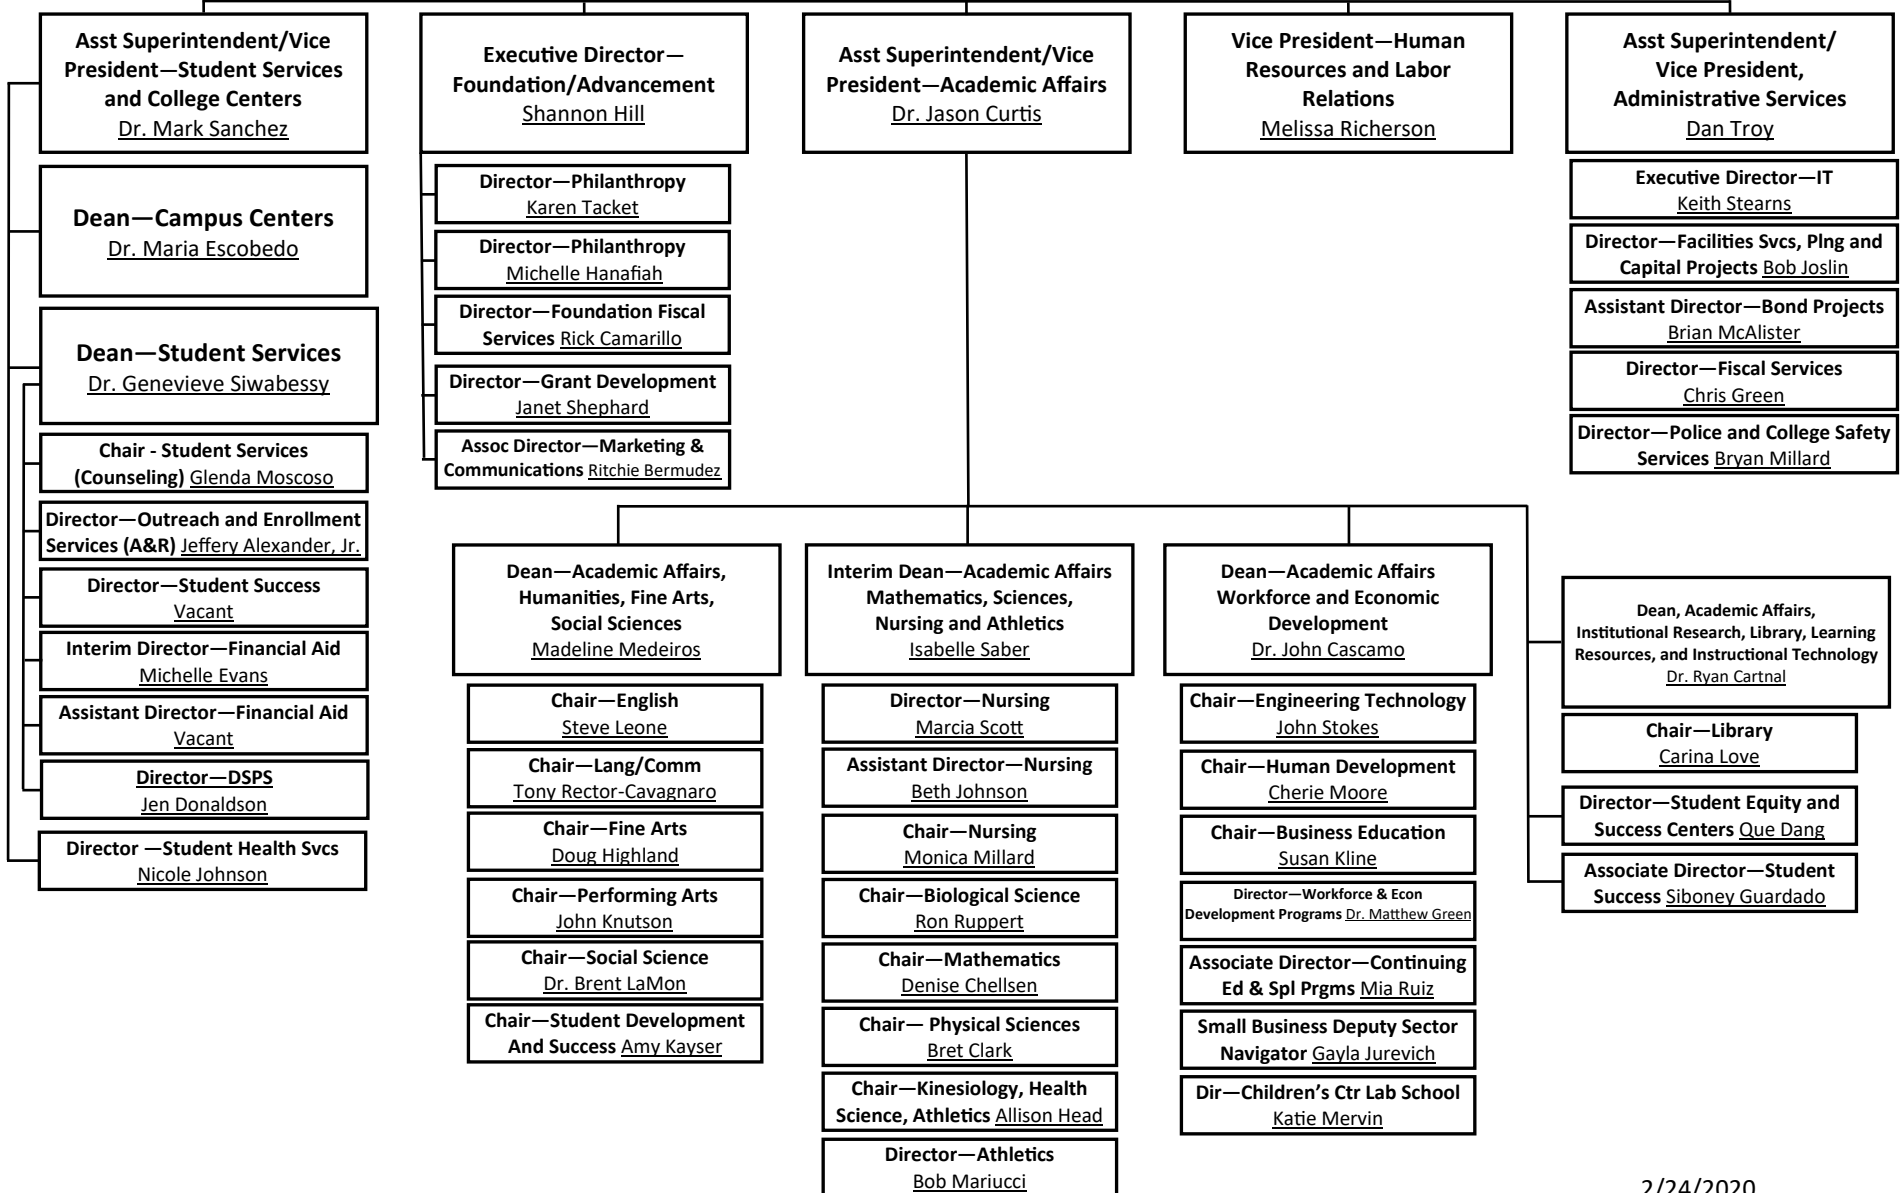 Asst Superintendent/Vice
President—Student Services
and College Centers
Dr. Mark Sanchez
Dean—Campus Centers
Dr. Maria Escobedo
Dean—Student Services
Dr. Genevieve Siwabessy
Chair - Student Services
(Counseling) Glenda Moscoso
Director—Outreach and Enrollment
Services (A&R) Jeffery Alexander, Jr.
Director—Student Success
Vacant
Interim Director—Financial Aid
Michelle Evans
Assistant Director—Financial Aid
Vacant
Director—DSPS
Jen Donaldson
Director —Student Health Svcs
Nicole Johnson
Executive Director—
Foundation/Advancement
Shannon Hill
Director—Philanthropy
Karen Tacket
Director—Philanthropy
Michelle Hanafiah
Director—Foundation Fiscal
Services Rick Camarillo
Director—Grant Development
Janet Shephard
Assoc Director—Marketing &
Communications Ritchie Bermudez
Asst Superintendent/Vice
President—Academic Affairs
Dr. Jason Curtis
Dean—Academic Affairs,
Humanities, Fine Arts,
Social Sciences
Madeline Medeiros
Chair—English
Steve Leone
Chair—Lang/Comm
Tony Rector-Cavagnaro
Chair—Fine Arts
Doug Highland
Chair—Performing Arts
John Knutson
Chair—Social Science
Dr. Brent LaMon
Chair—Student Development
And Success Amy Kayser
Interim Dean—Academic Affairs
Mathematics, Sciences,
Nursing and Athletics
Isabelle Saber
Director—Nursing
Marcia Scott
Assistant Director—Nursing
Beth Johnson
Chair—Nursing
Monica Millard
Chair—Biological Science
Ron Ruppert
Chair—Mathematics
Denise Chellsen
Chair— Physical Sciences
Bret Clark
Chair—Kinesiology, Health
Science, Athletics Allison Head
Director—Athletics
Bob Mariucci
Dean—Academic Affairs
Workforce and Economic
Development
Dr. John Cascamo
Chair—Engineering Technology
John Stokes
Chair—Human Development
Cherie Moore
Chair—Business Education
Susan Kline
Director—Workforce & Econ
Development Programs Dr. Matthew Green
Associate Director—Continuing
Ed & Spl Prgms Mia Ruiz
Small Business Deputy Sector
Navigator Gayla Jurevich
Dir—Children's Ctr Lab School
Katie Mervin
Dean, Academic Affairs,
Institutional Research, Library, Learning
Resources, and Instructional Technology
Dr. Ryan Cartnal
Chair—Library
Carina Love
Director—Student Equity and
Success Centers Que Dang
Associate Director—Student
Success Siboney Guardado
Vice President—Human
Resources and Labor
Relations
Melissa Richerson
Asst Superintendent/
Vice President,
Administrative Services
Dan Troy
Executive Director—IT
Keith Stearns
Director—Facilities Svcs, Plng and
Capital Projects Bob Joslin
Assistant Director—Bond Projects
Brian McAlister
Director—Fiscal Services
Chris Green
Director—Police and College Safety
Services Bryan Millard
2/24/2020